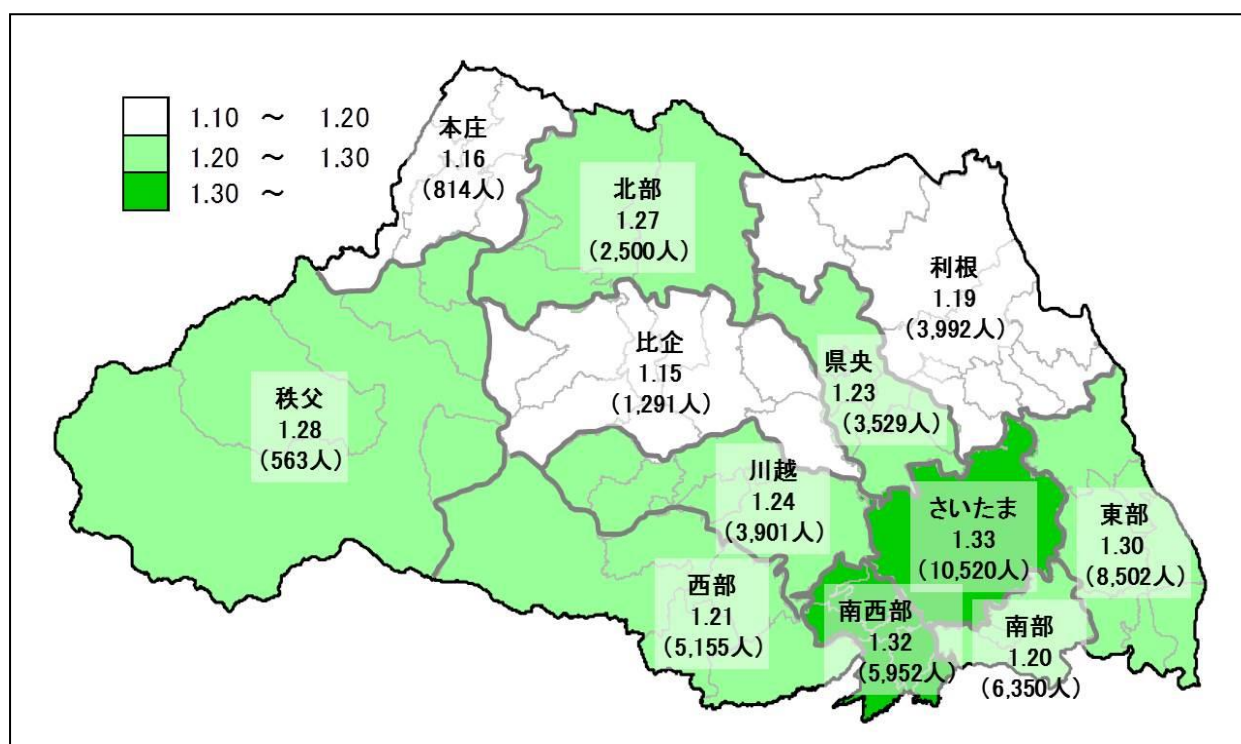 1.10 ～ 1.20
1.20 ～ 1.30
1.30 ～
本庄
1.16
(814人)
北部
1.27
(2,500人)
利根
1.19
(3,992人)
比企
1.15
(1,291人)
県央
1.23
(3,529人)
秩父
1.28
(563人)
川越
1.24
(3,901人)
さいたま
1.33
(10,520人)
東部
1.30
(8,502人)
西部
1.21
(5,155人)
南西部
1.32
(5,952人)
南部
1.20
(6,350人)